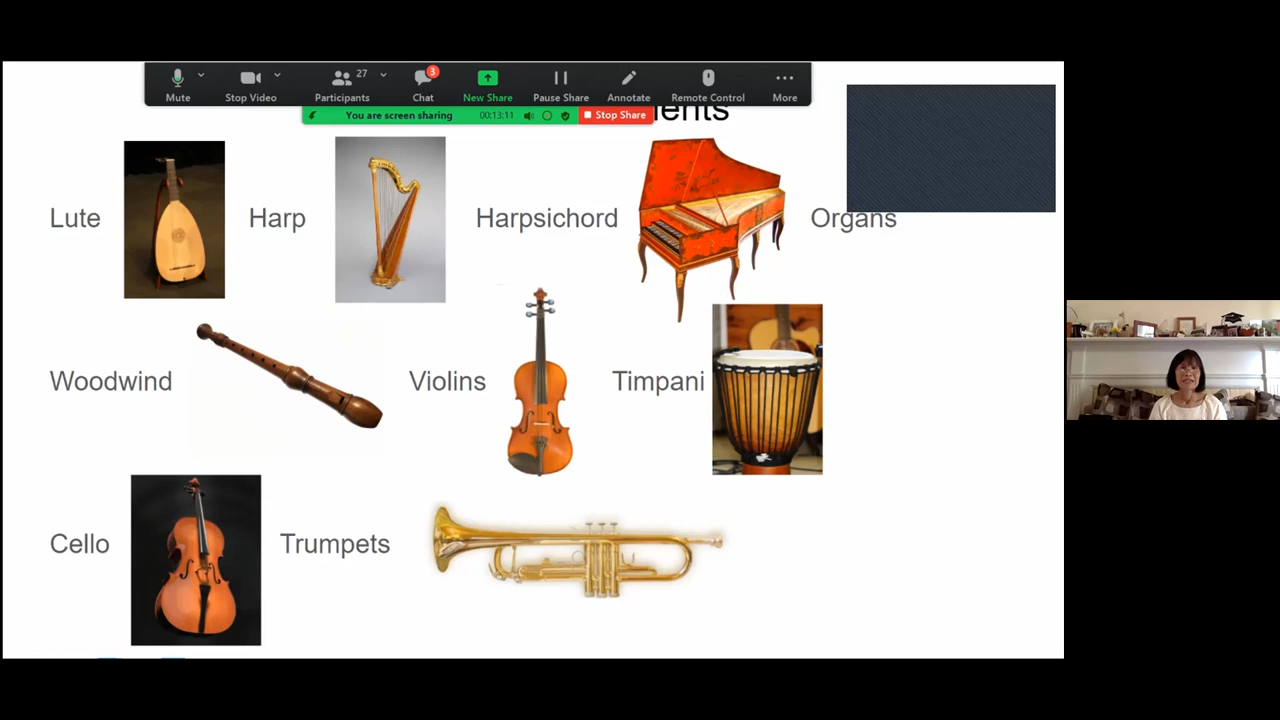 27
3
Mute
Stop Video
Participants
Chat
New Share
Pause Share
Annotate
Remote Control
More
You are screen sharing
00:13:11
Stop Share
Lute
Harp
Harpsichord
Organs
Woodwind
Violins
Timpani
Cello
Trumpets